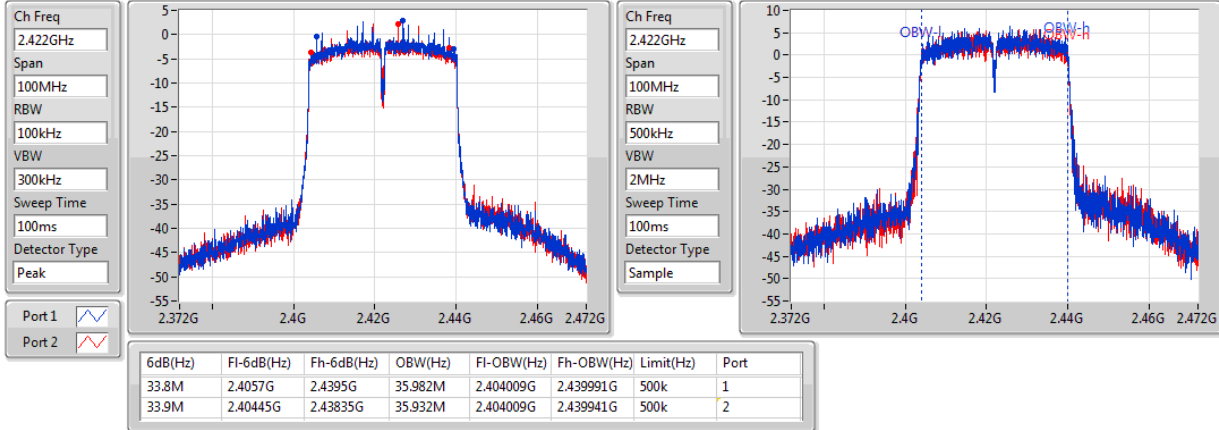 Ch Freq
2.422GHz
Span
100MHz
RBW
100kHz
VBW
300kHz
Sweep Time
100ms
Detector Type
Peak
Port 1
Port 2
5
0
-5
-10
-15
-20
-25
-30
-35
-40
-45
-50
-55
2.372G 2.4G 2.42G 2.44G 2.472G
Ch Freq
2.422GHz
Span
100MHz
RBW
500kHz
VBW
2MHz
Sweep Time
100ms
Detector Type
Sample
10
5
0
-5
-10
-15
-20
-25
-30
-35
-40
-45
-50
-55
OBW-h
2.372G 2.4G 2.42G 2.44G 2.46G 2.472G
6dB(Hz) Fl-6dB(Hz) Fh-6dB(Hz) OBW(Hz) Fl-OBW(Hz) Fh-OBW(Hz) Limit(Hz) Port
33.8M 2.4057G 2.4395G 35.982M 2.404009G 2.439991G 500k 1
33.9M 2.40445G 2.43835G 35.932M 2.404009G 2.439941G 500k 2